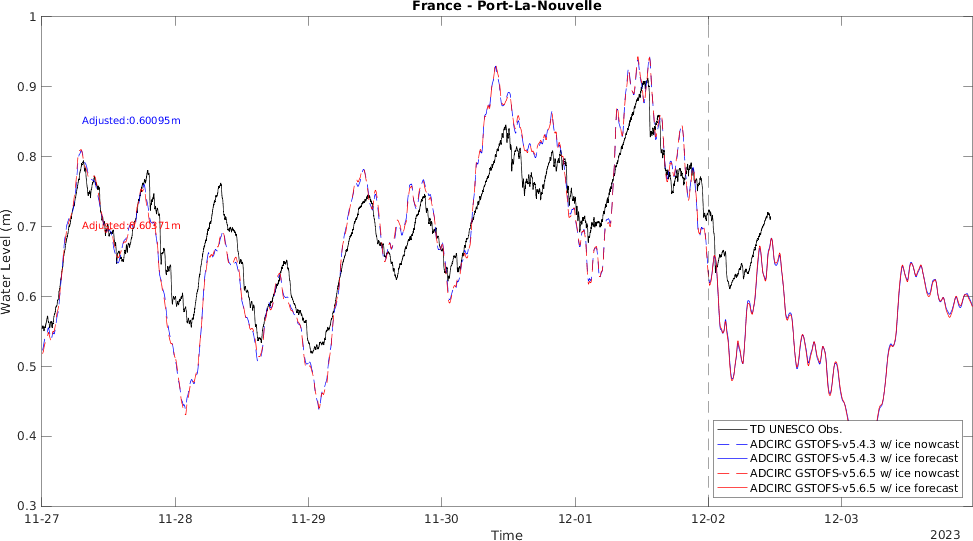 France - Port-La-Nouvelle
1
0.9
0.8
0.7
0.6
0.5
0.4
0.3
Water Level (m)
Adjusted:0.60095m
Adjusted:0.60371m
TD UNESCO Obs.
ADCIRC GSTOFS-v5.4.3 w/ ice nowcast
ADCIRC GSTOFS-v5.4.3 w/ ice forecast
ADCIRC GSTOFS-v5.6.5 w/ ice nowcast
ADCIRC GSTOFS-v5.6.5 w/ ice forecast
11-27 11-28 11-29 11-30 12-01 12-02 12-03
Time
2023